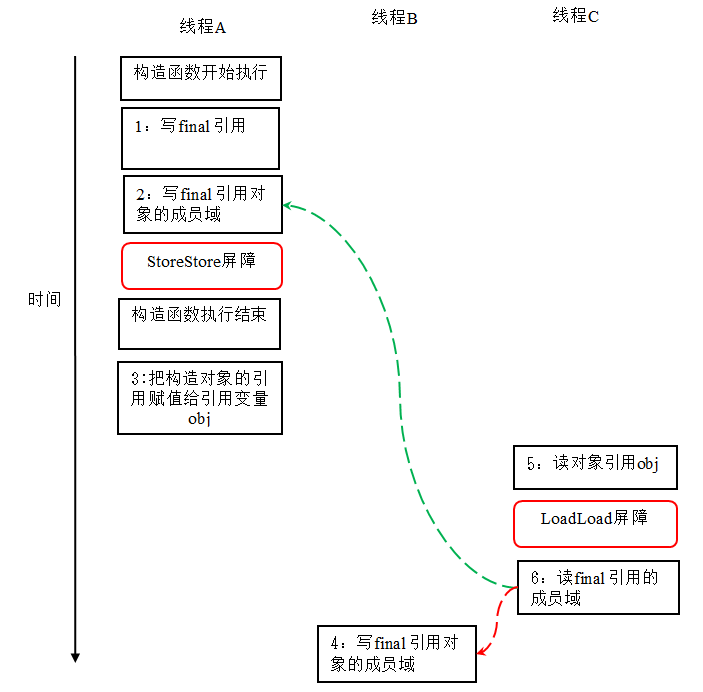 线程A
线程B
线程C
构造函数开始执行
1：写final 引用
2：写final 引用对
象的成员域
StoreStore屏障
时间
构造函数执行结束
3:把构造对象的引
用赋值给引用变量
obj
5：读对象引用obj
LoadLoad屏障
6：读final 引用的
成员域
4：写final 引用对
象的成员域